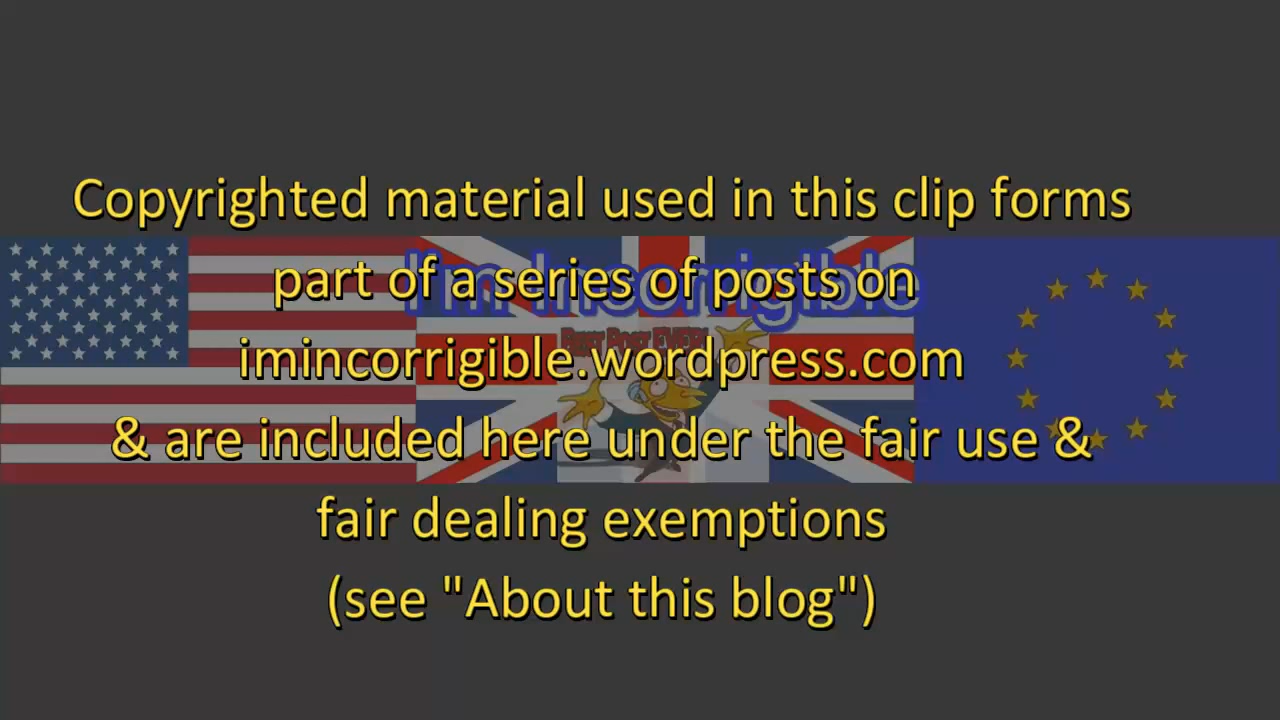 Copyrighted material used in this clip forms
part of a series of posts on
I'm Incorrigible
imincorrigible.wordpress.com
& are included here under the fair use &
fair dealing exemptions
(see "About this blog")